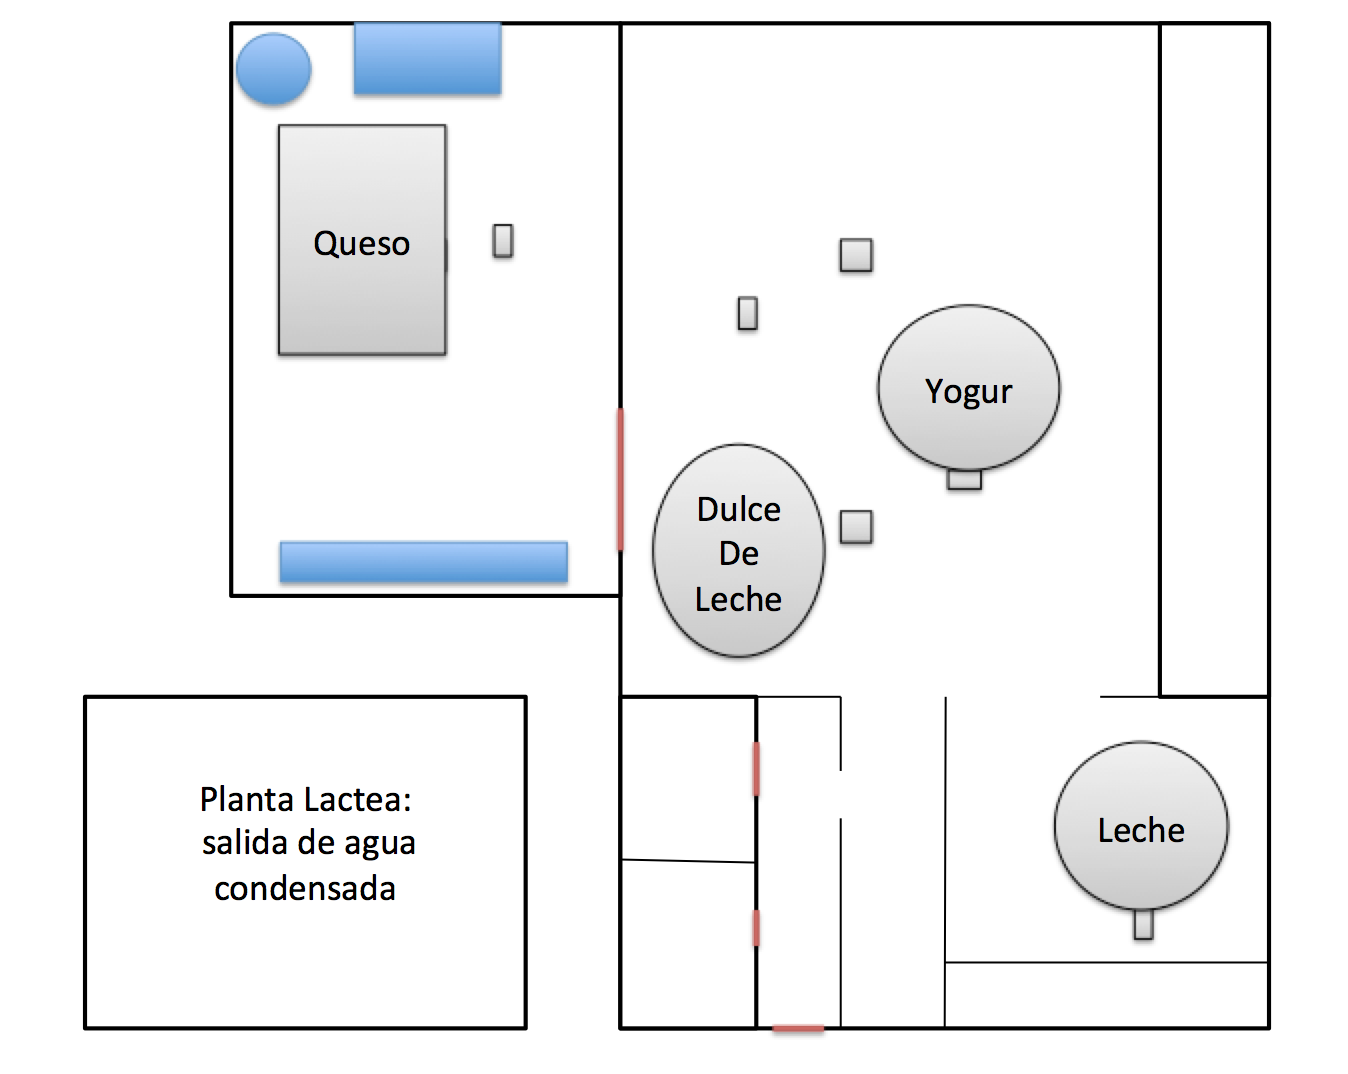 Queso
Yogur
Dulce
De
Leche
Planta Lactea:
salida de agua
condensada
Leche